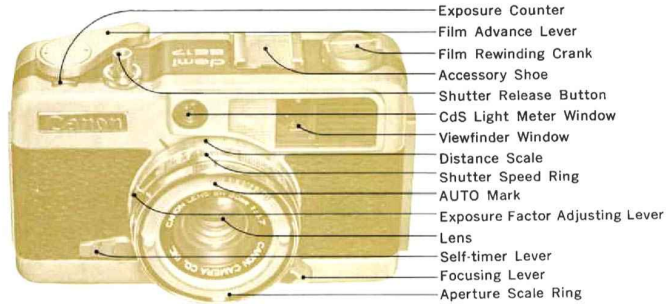 Exposure Counter
Film Advance Lever
Film Rewinding Crank
Accessory Shoe
Shutter Release Button
CdS Light Meter Window
Viewfinder Window
Distance Scale
Shutter Speed Ring
AUTO Mark
Exposure Factor Adjusting Lever
Lens
Self-timer Lever
Focusing Lever
Aperture Scale Ring
demi
EE17
Canon
CANON LENS
CANON CAMERA CO. INC.